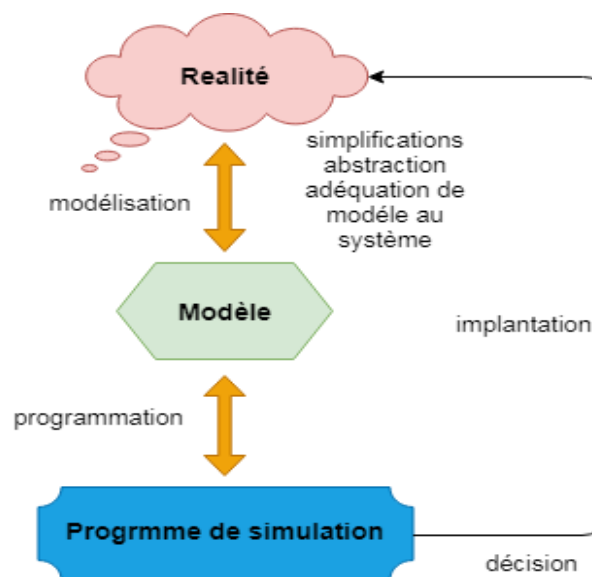 Realité
simplifications
abstraction
adéquation de
modéle au
système
modélisation
Modèle
implantation
programmation
Progrmme de simulation
décision